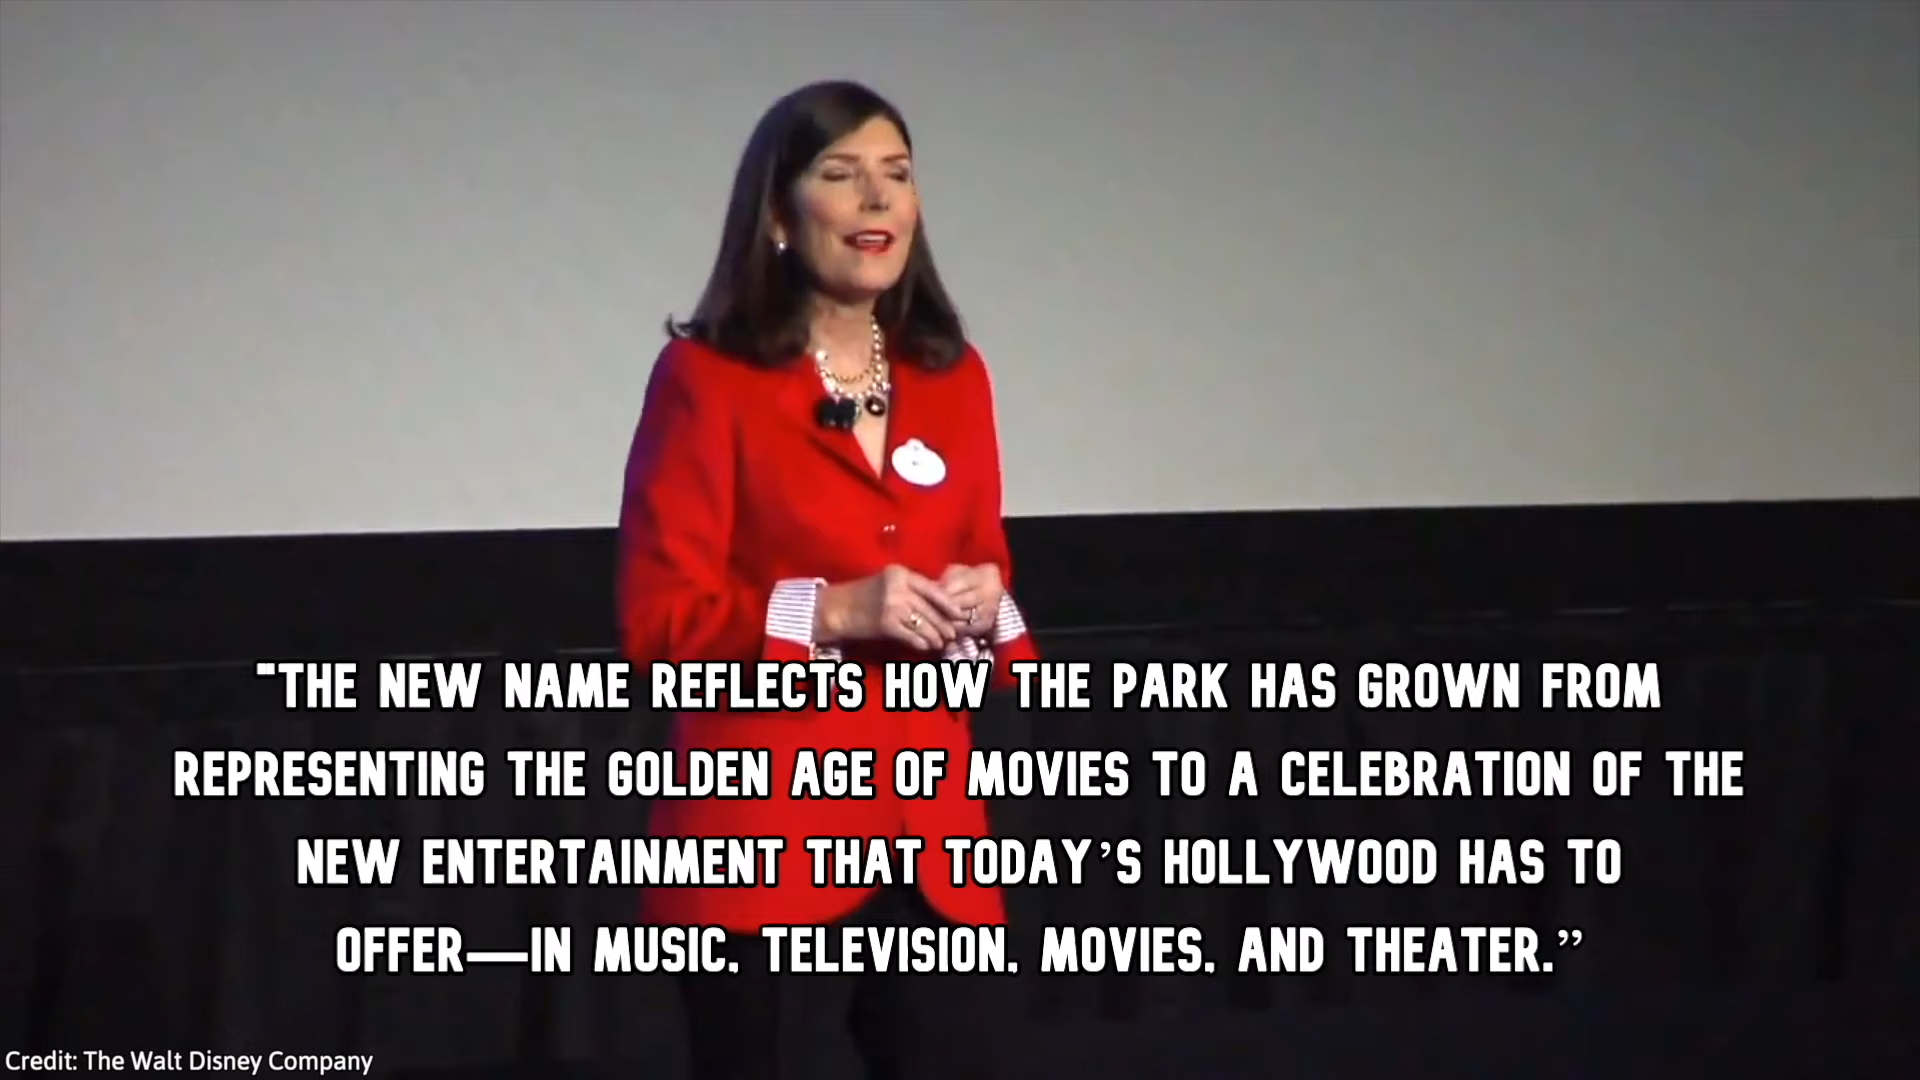 "THE NEW NAME REFLECTS HOW THE PARK HAS GROWN FROM
REPRESENTING THE GOLDEN AGE OF MOVIES TO A CELEBRATION OF THE
NEW ENTERTAINMENT THAT TODAY’S HOLLYWOOD HAS TO
OFFER—IN MUSIC, TELEVISION, MOVIES, AND THEATER.”
Credit: The Walt Disney Company